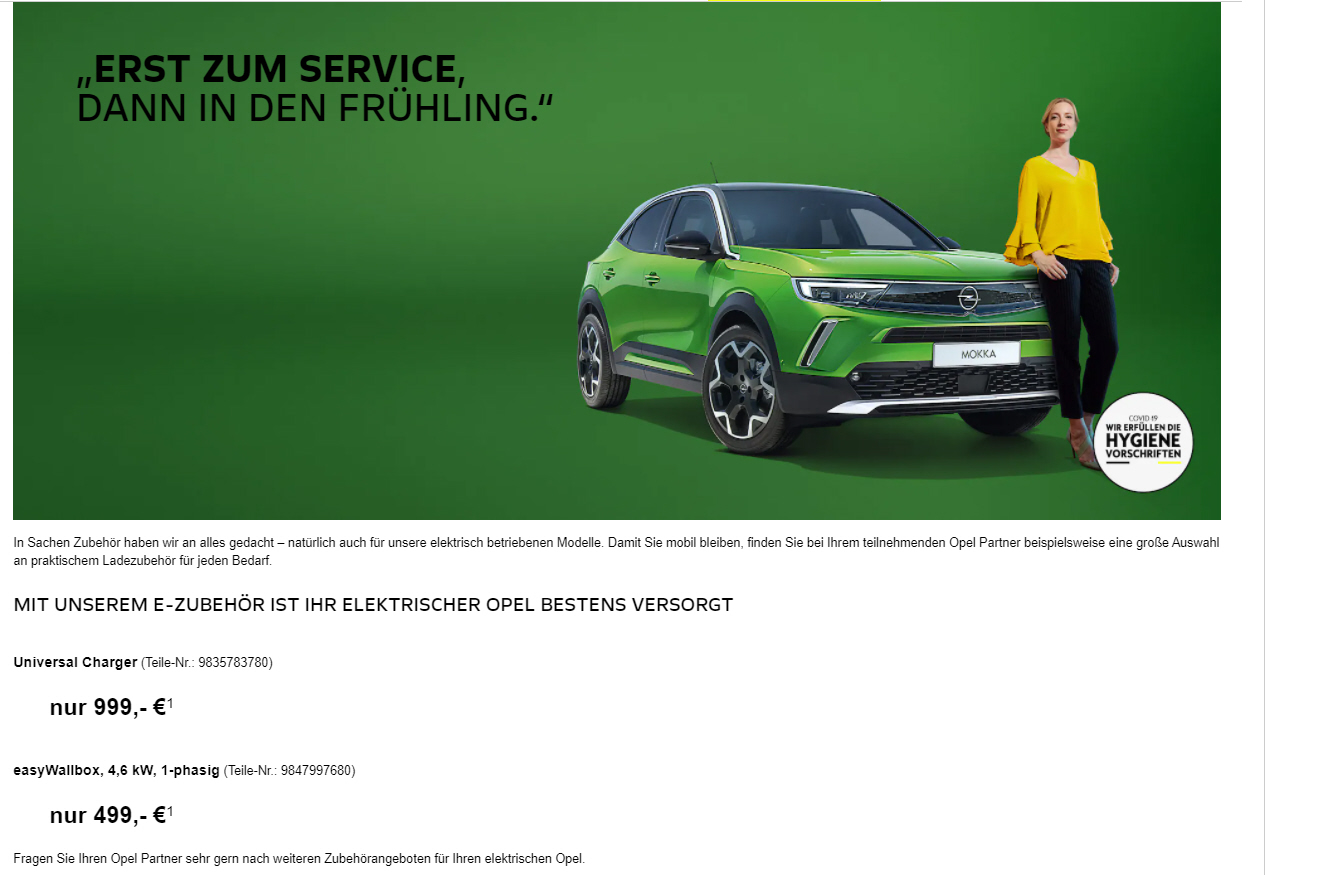 „ERST ZUM SERVICE,
DANN IN DEN FRÜHLING.“
MOKKA
COVID 19
WIR ERFÜLLEN DIE
HYGIENE
VORSCHRIFTEN
In Sachen Zubehör haben wir an alles gedacht – natürlich auch für unsere elektrisch betriebenen Modelle. Damit Sie mobil bleiben, finden Sie bei Ihrem teilnehmenden Opel Partner beispielsweise eine große Auswahl
an praktischem Ladezubehör für jeden Bedarf.
MIT UNSEREM E-ZUBEHÖR IST IHR ELEKTRISCHER OPEL BESTENS VERSORGT
Universal Charger (Teile-Nr.: 9835783780)
nur 999,- €¹
easyWallbox, 4,6 kW, 1-phasig (Teile-Nr.: 9847997680)
nur 499,- €¹
Fragen Sie Ihren Opel Partner sehr gern nach weiteren Zubehörangeboten für Ihren elektrischen Opel.